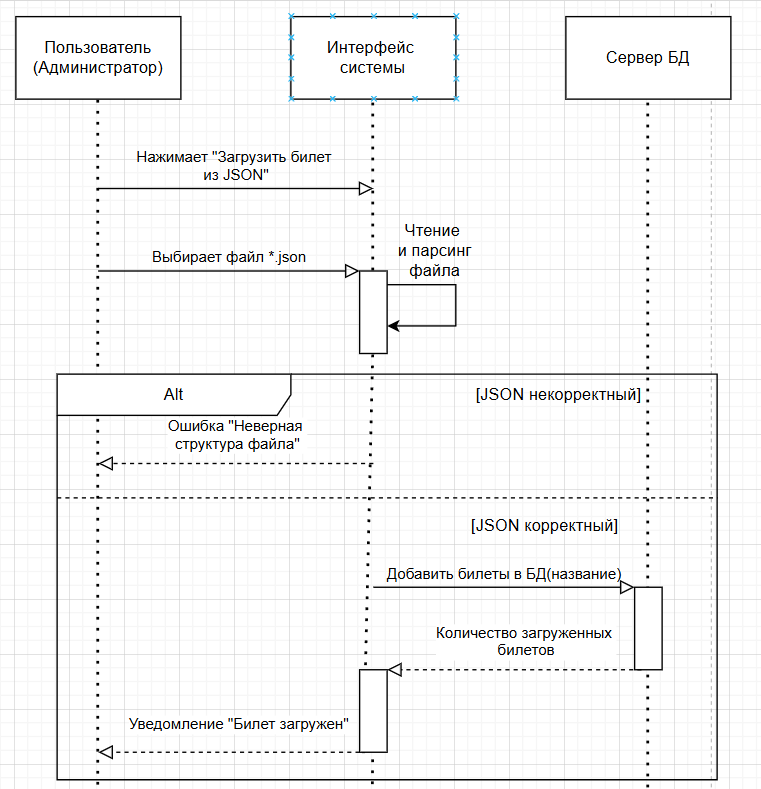 Пользователь
(Администратор)
Интерфейс
системы
Сервер БД
Нажимает "Загрузить билет
из JSON"
Чтение
и парсинг
файла
Выбирает файл *.json
Alt
[JSON некорректный]
Ошибка "Неверная
структура файла"
[JSON корректный]
Добавить билеты в БД(название)
Количество загруженных
билетов
Уведомление "Билет загружен"